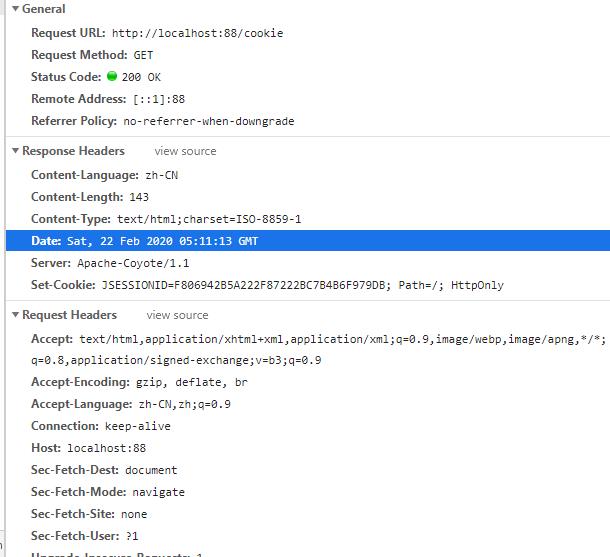 General
Request URL: http://localhost:88/cookie
Request Method: GET
Status Code: 200 OK
Remote Address: [::1]:88
Referrer Policy: no-referrer-when-downgrade
Response Headers view source
Content-Language: zh-CN
Content-Length: 143
Content-Type: text/html;charset=ISO-8859-1
Date: Sat, 22 Feb 2020 05:11:13 GMT
Server: Apache-Coyote/1.1
Set-Cookie: JSESSIONID=F806942B5A222F87222BC7B4B6F979DB; Path=/; HttpOnly
Request Headers view source
Accept: text/html,application/xhtml+xml,application/xml;q=0.9,image/webp,image/apng,*/*;
q=0.8,application/signed-exchange;v=b3;q=0.9
Accept-Encoding: gzip, deflate, br
Accept-Language: zh-CN,zh;q=0.9
Connection: keep-alive
Host: localhost:88
Sec-Fetch-Dest: document
Sec-Fetch-Mode: navigate
Sec-Fetch-Site: none
Sec-Fetch-User: ?1
Upgrade-Insecure-Requests: 1